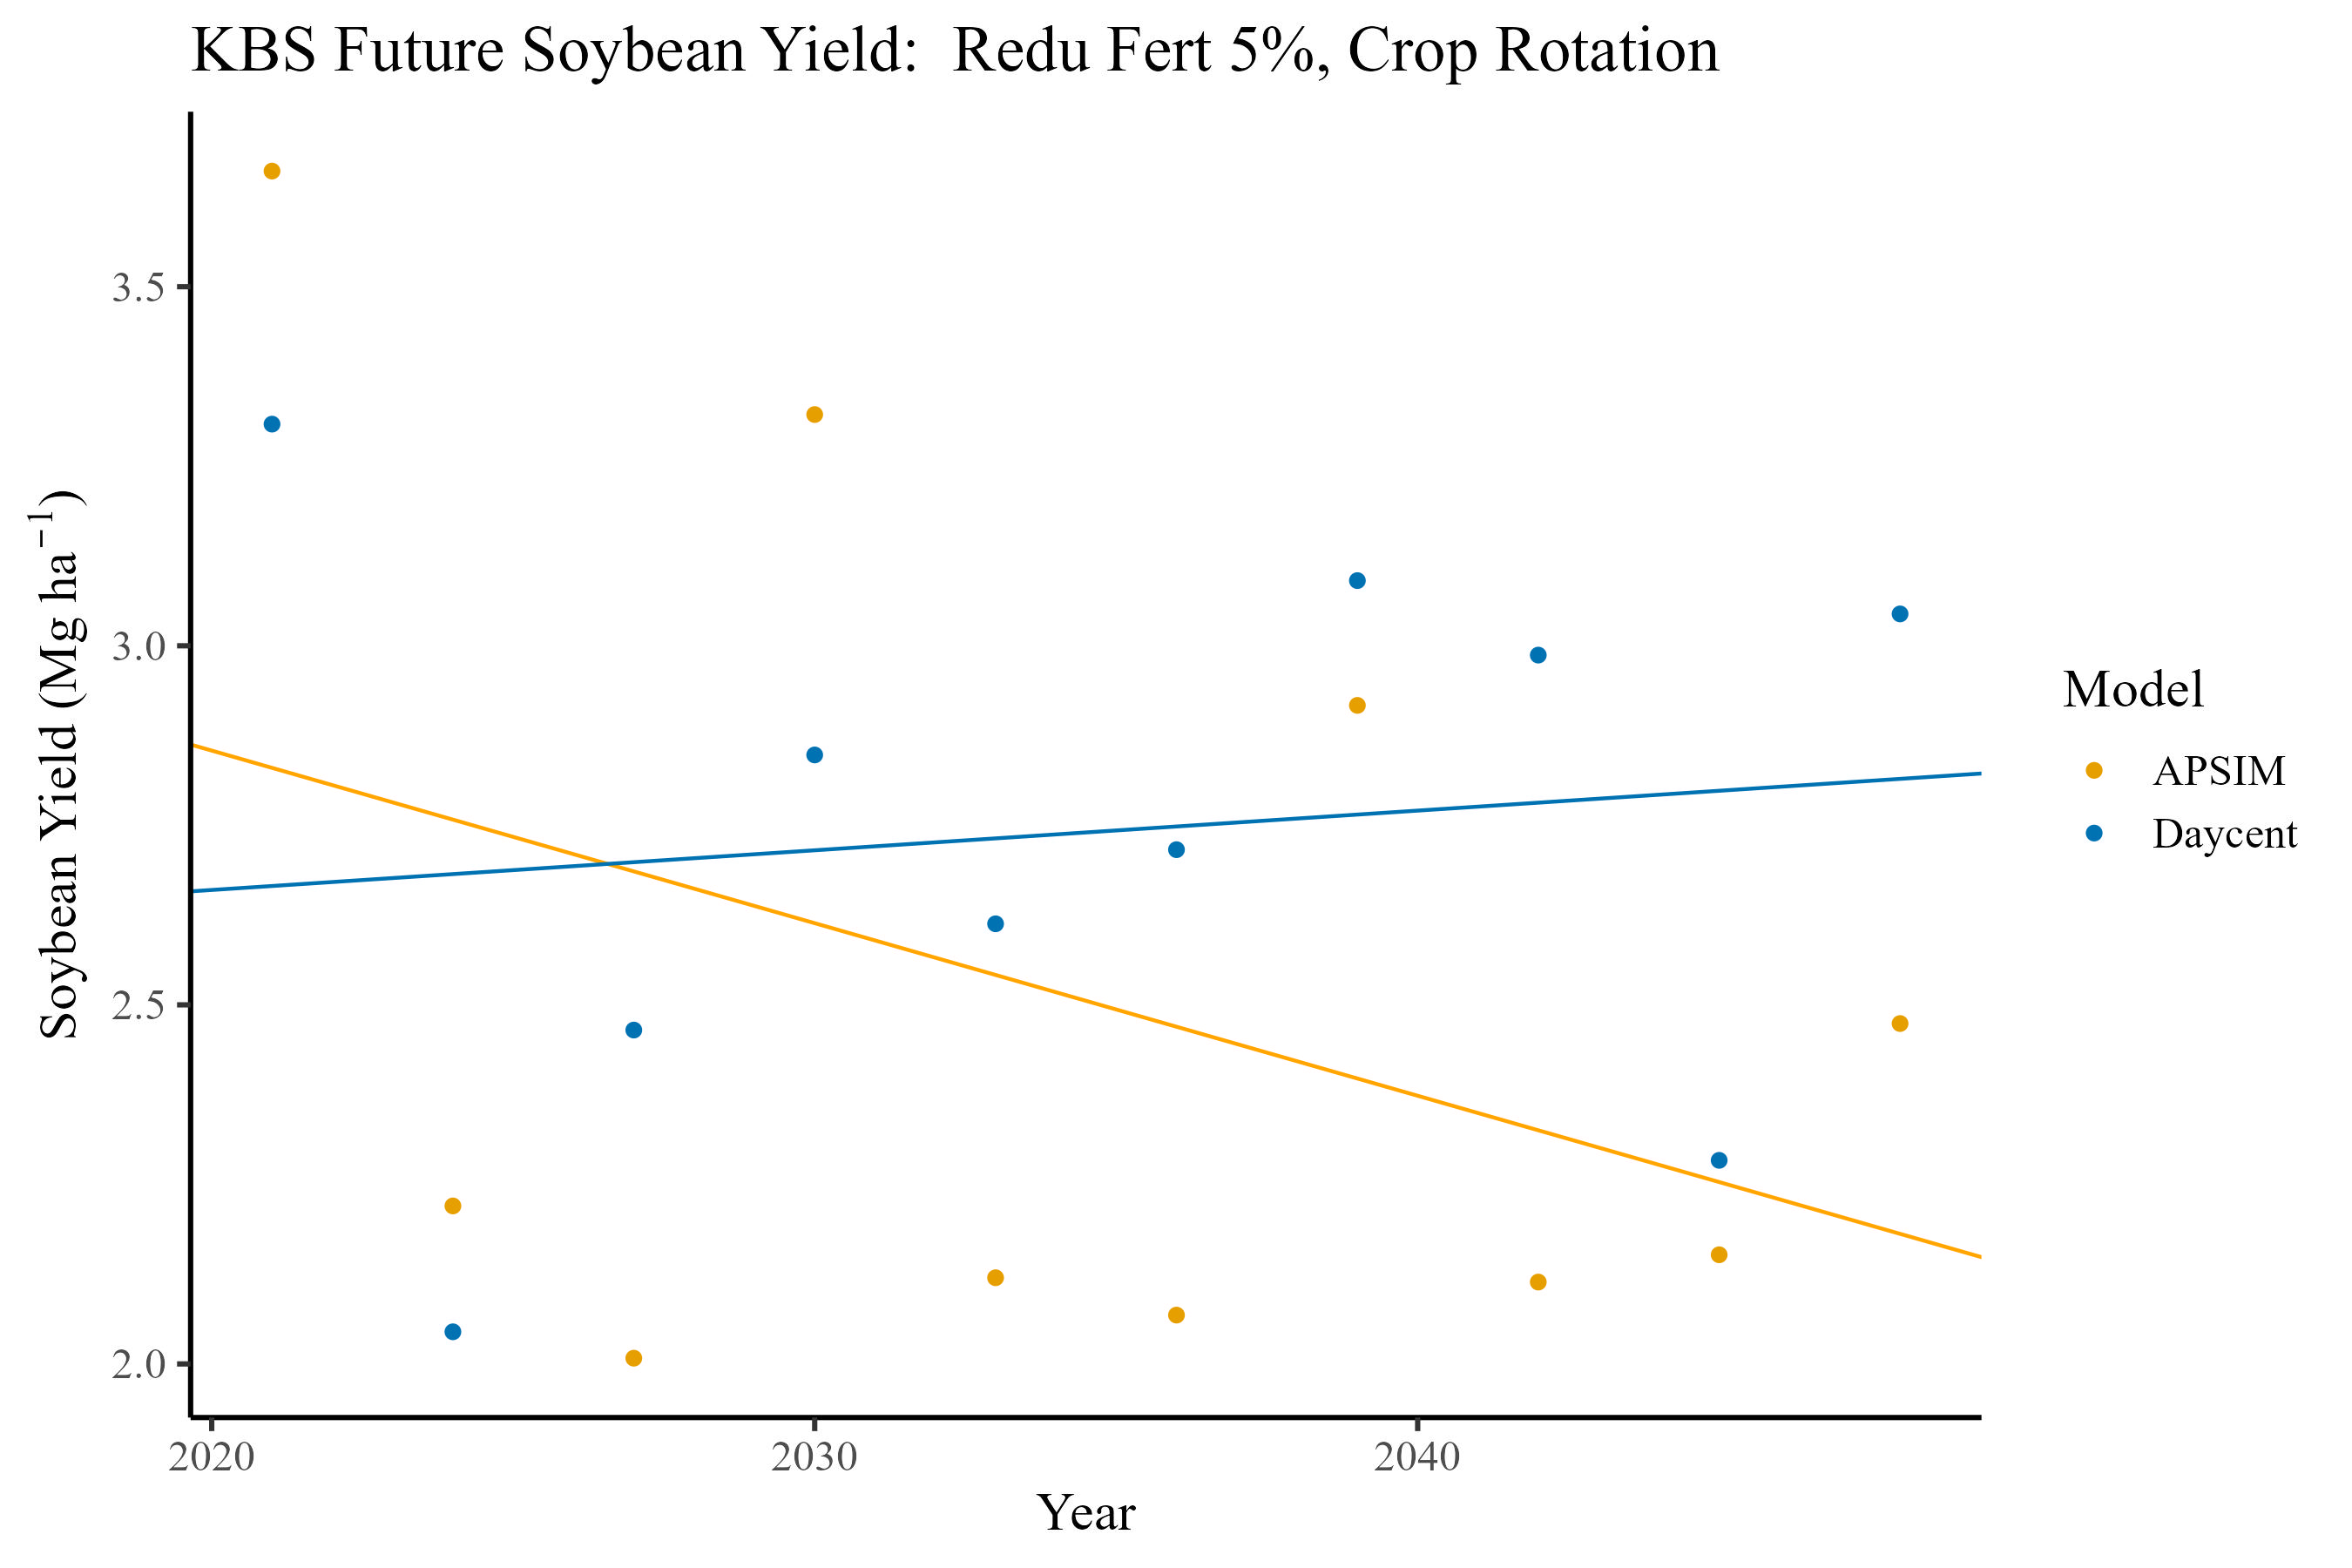 KBS Future Soybean Yield:  Redu Fert 5%, Crop Rotation
Soybean Yield (Mg ha⁻¹)
3.5
3.0
2.5
2.0
2020
2030
2040
Year
Model
APSIM
Daycent